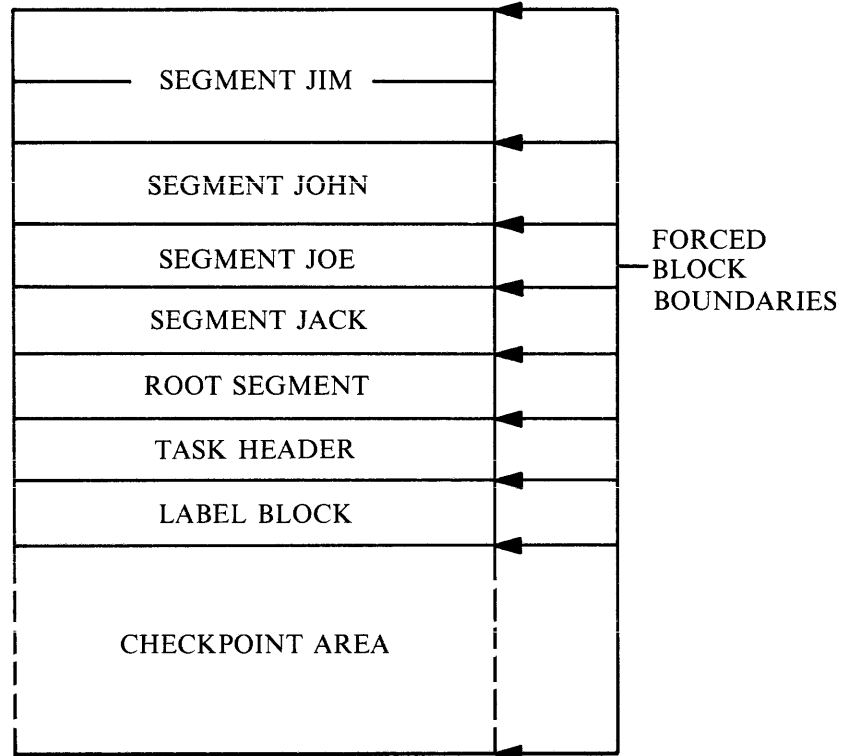 SEGMENT JIM
SEGMENT JOHN
SEGMENT JOE
SEGMENT JACK
ROOT SEGMENT
TASK HEADER
LABEL BLOCK
CHECKPOINT AREA
FORCED
BLOCK
BOUNDARIES